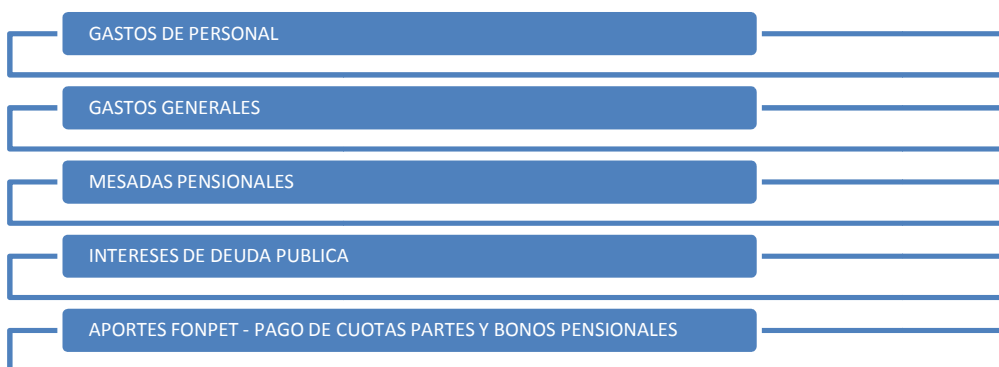 GASTOS DE PERSONAL
GASTOS GENERALES
MESADAS PENSIONALES
INTERESES DE DEUDA PUBLICA
APORTES FONPET - PAGO DE CUOTAS PARTES Y BONOS PENSIONALES